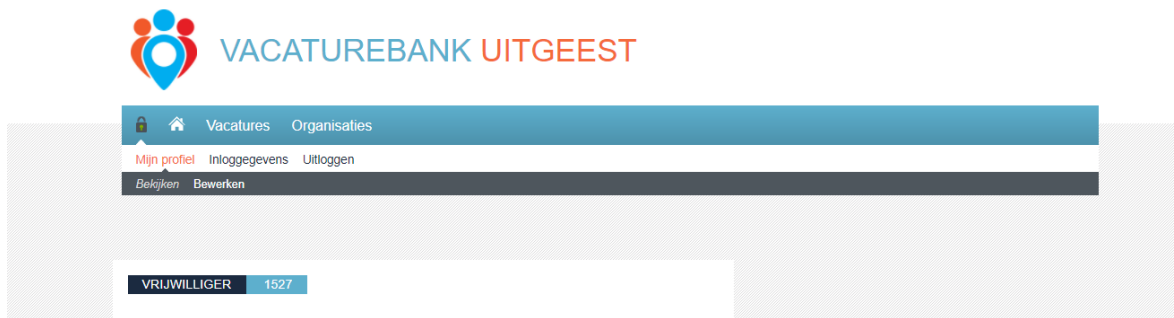 VACATUREBANK UITGEEST
Vacatures Organisaties
Mijn profiel Inloggegevens Uitloggen
Bekijken Bewerken
VRIJWILLIGER 1527